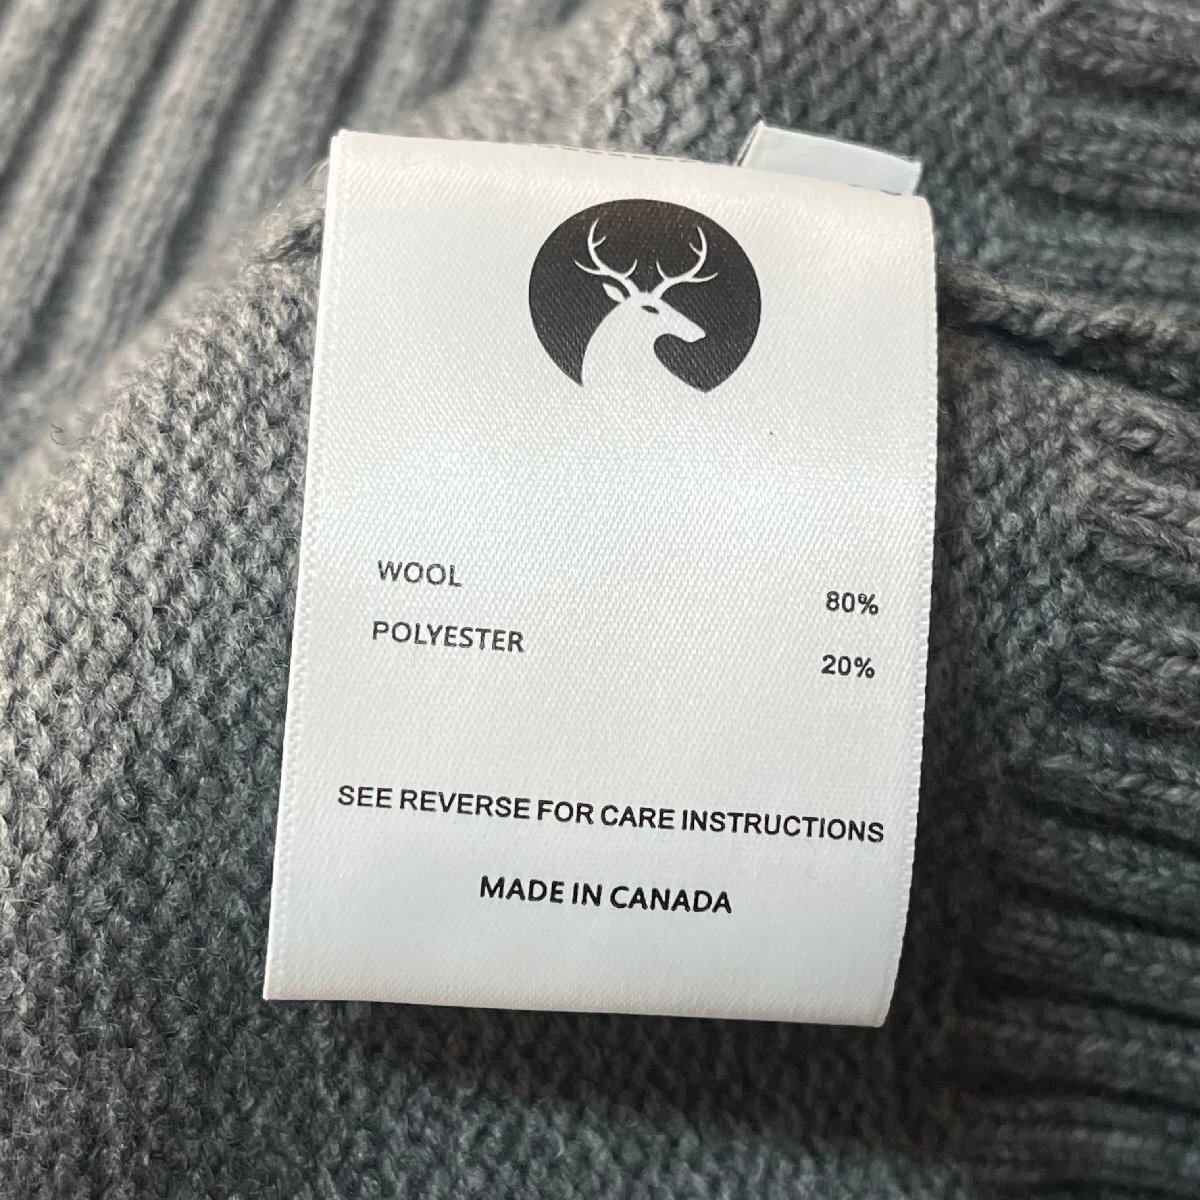 WOOL 80%
POLYESTER 20%
SEE REVERSE FOR CARE INSTRUCTIONS
MADE IN CANADA